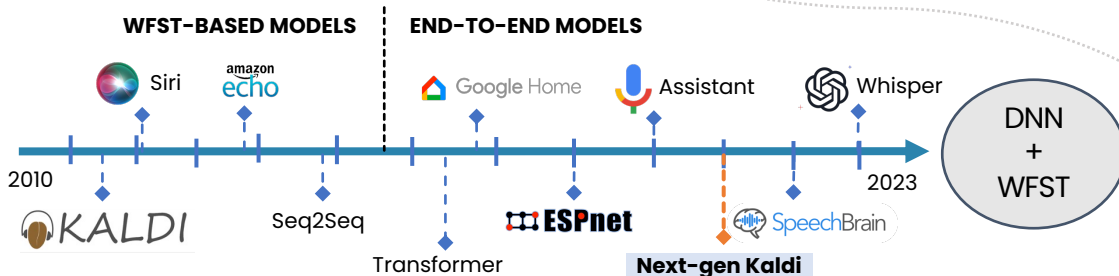 WFST-BASED MODELS
END-TO-END MODELS
Siri
amazon
echo
Google Home
Assistant
Whisper
DNN
+
WFST
2010
2023
KALDI
Seq2Seq
Transformer
ESPnet
Next-gen Kaldi
SpeechBrain